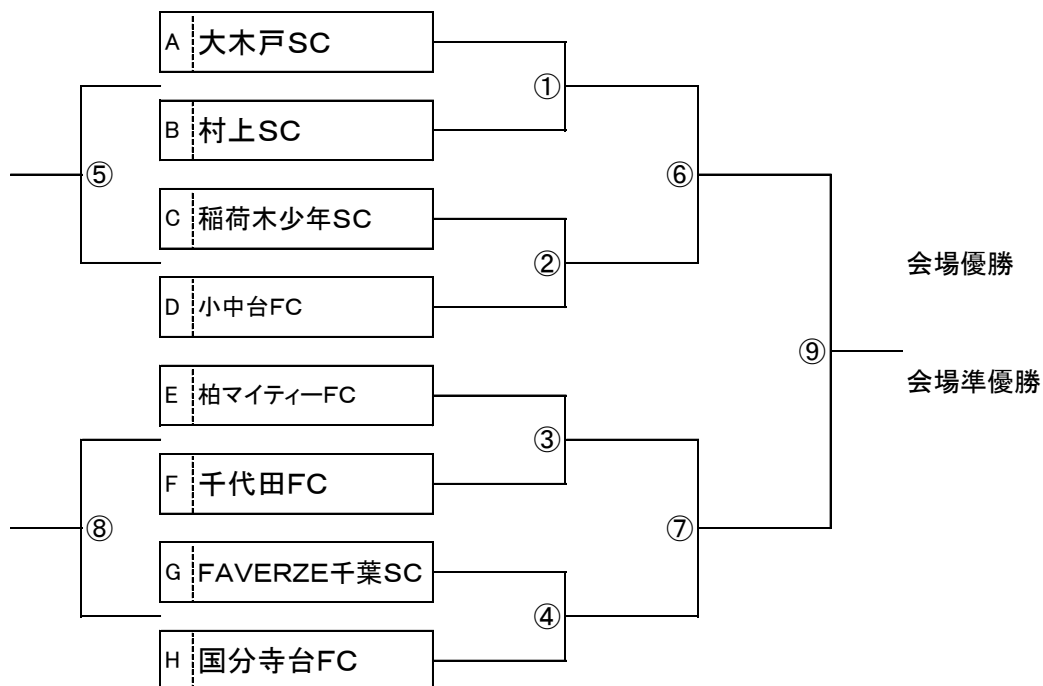 A 大木戸SC
①
B 村上SC
⑤
⑥
C 稲荷木少年SC
②
会場優勝
D 小中台FC
⑨
E 柏マイティーFC
会場準優勝
③
F 千代田FC
⑧
⑦
G FAVERZE千葉SC
④
H 国分寺台FC